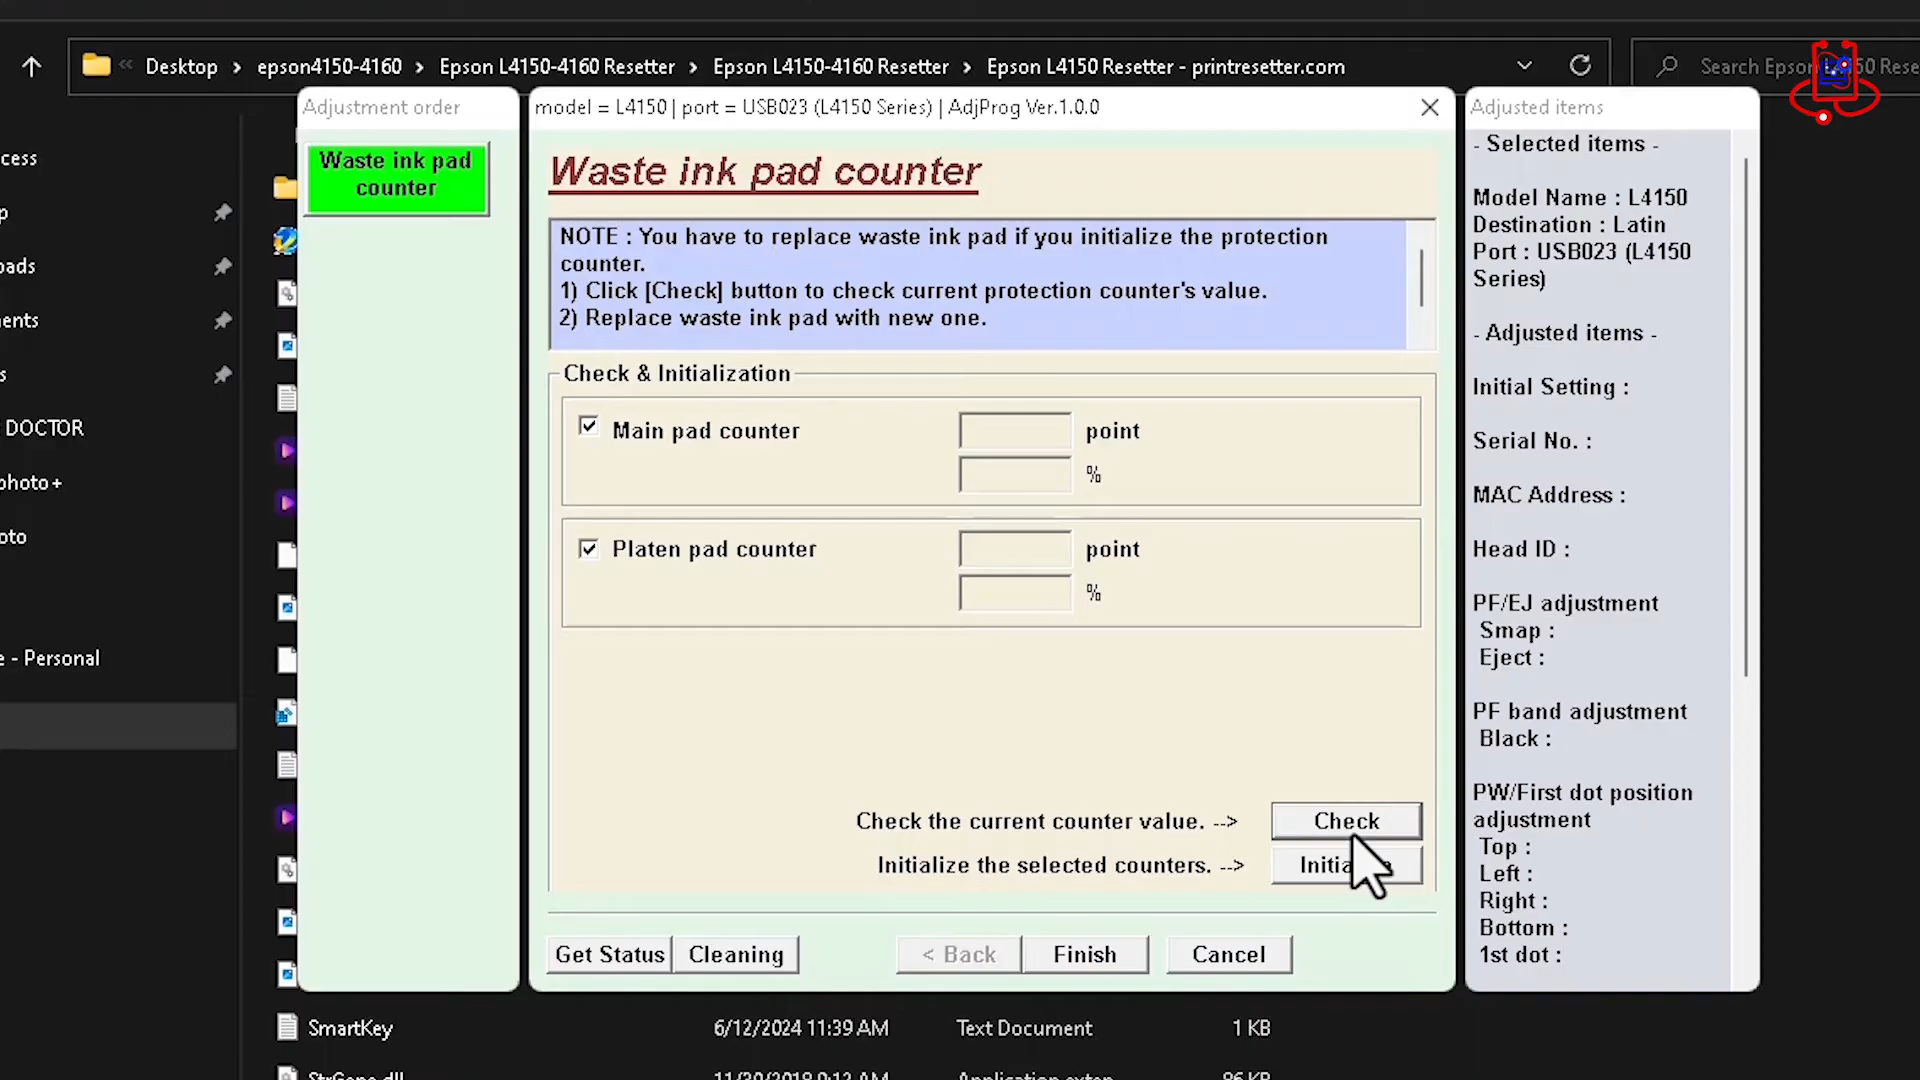 Desktop › epson4150-4160 › Epson L4150-4160 Resetter › Epson L4150-4160 Resetter › Epson L4150 Resetter - printresetter.com
Search
Adjustment order
Waste ink pad
counter
model = L4150 | port = USB023 (L4150 Series) | AdjProg Ver.1.0.0
Waste ink pad counter
NOTE : You have to replace waste ink pad if you initialize the protection
counter.
1) Click [Check] button to check current protection counter's value.
2) Replace waste ink pad with new one.
Check & Initialization
Main pad counter
point
%
Platen pad counter
point
%
Check the current counter value. -->
Check
Initialize the selected counters. -->
Get Status
Cleaning
< Back
Finish
Cancel
Adjusted items
- Selected items -
Model Name : L4150
Destination : Latin
Port : USB023 (L4150
Series)
- Adjusted items -
Initial Setting :
Serial No. :
MAC Address :
Head ID :
PF/EJ adjustment
Smap :
Eject :
PF band adjustment
Black :
PW/First dot position
adjustment
Top :
Left :
Right :
Bottom :
1st dot :
DOCTOR
photo+
e - Personal
SmartKey
6/12/2024 11:39 AM
Text Document
1 KB